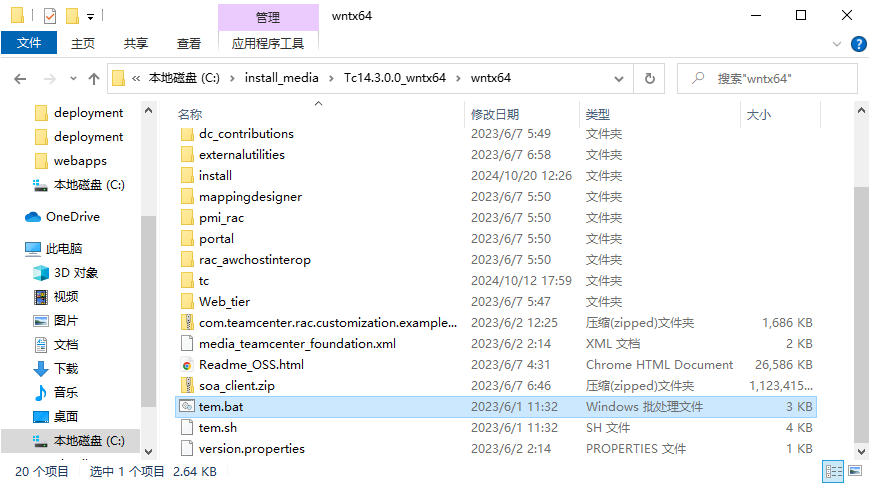 管理
wntx64
文件
主页
共享
查看
应用程序工具
« 本地磁盘 (C:) › install_media › Tc14.3.0.0_wntx64 › wntx64
搜索"wntx64"
deployment
deployment
webapps
本地磁盘 (C:)
OneDrive
此电脑
3D 对象
视频
图片
文档
下载
音乐
桌面
本地磁盘 (C:)
名称 修改日期 类型 大小
dc_contributions 2023/6/7 5:49 文件夹
externalutilities 2023/6/7 6:58 文件夹
install 2024/10/20 12:26 文件夹
mappingdesigner 2023/6/7 5:50 文件夹
pmi_rac 2023/6/7 5:50 文件夹
portal 2023/6/7 5:50 文件夹
rac_awchostinterop 2023/6/7 5:50 文件夹
tc 2024/10/12 17:59 文件夹
Web_tier 2023/6/7 5:47 文件夹
com.teamcenter.rac.customization.example... 2023/6/2 12:25 压缩(zipped)文件夹 1,686 KB
media_teamcenter_foundation.xml 2023/6/2 2:14 XML 文档 2 KB
Readme_OSS.html 2023/6/7 4:31 Chrome HTML Document 26,586 KB
soa_client.zip 2023/6/7 6:46 压缩(zipped)文件夹 1,123,415...
tem.bat 2023/6/1 11:32 Windows 批处理文件 3 KB
tem.sh 2023/6/1 11:32 SH 文件 4 KB
version.properties 2023/6/2 2:14 PROPERTIES 文件 1 KB
20 个项目 选中 1 个项目 2.64 KB